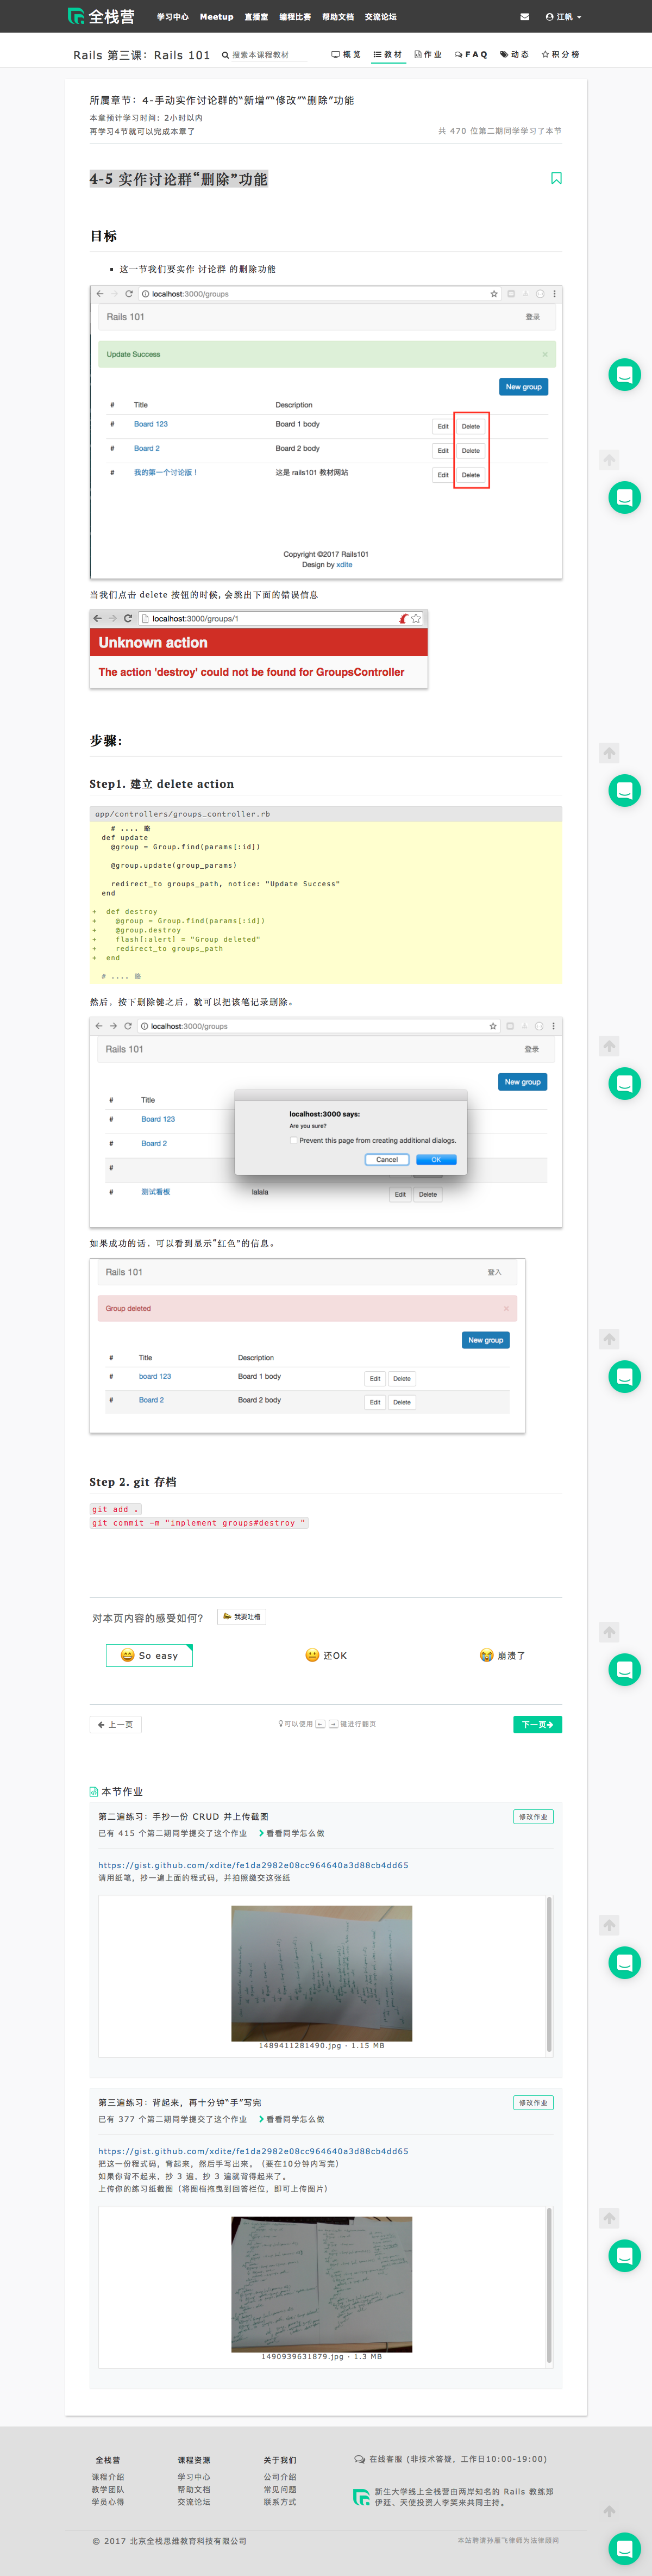 全栈营
学习中心 Meetup 直播室 编程比赛 帮助文档 交流论坛 江帆
Rails 第三课：Rails 101 搜索本课程教材 概览 教材 作业 FAQ 动态 积分榜
所属章节：4-手动实作讨论群的“新增”“修改”“删除”功能
本章预计学习时间：2小时以内
再学习4节就可以完成本章了 共 470 位第二期同学学习了本节
4-5 实作讨论群“删除”功能
目标
这一节我们要实作 讨论群 的删除功能
localhost:3000/groups
Rails 101 登录
Update Success ×
New group
# Title Description
# Board 123 Board 1 body Edit Delete
# Board 2 Board 2 body Edit Delete
# 我的第一个讨论版！ 这是 rails101 教材网站 Edit Delete
Copyright ©2017 Rails101
Design by xdite
当我们点击 delete 按钮的时候, 会跳出下面的错误信息
localhost:3000/groups/1
Unknown action
The action 'destroy' could not be found for GroupsController
步骤：
Step1. 建立 delete action
app/controllers/groups_controller.rb
# .... 略
def update
@group = Group.find(params[:id])
@group.update(group_params)
redirect_to groups_path, notice: "Update Success"
end
+ def destroy
+ @group = Group.find(params[:id])
+ @group.destroy
+ flash[:alert] = "Group deleted"
+ redirect_to groups_path
+ end
# .... 略
然后，按下删除键之后，就可以把该笔记录删除。
localhost:3000/groups
Rails 101 登录
New group
# Title
# Board 123
# Board 2
#
# 测试看板 lalala Edit Delete
localhost:3000 says:
Are you sure?
Prevent this page from creating additional dialogs.
Cancel OK
如果成功的话，可以看到显示“红色”的信息。
Rails 101 登入
Group deleted ×
New group
# Title Description
# board 123 Board 1 body Edit Delete
# Board 2 Board 2 body Edit Delete
Step 2. git 存档
git add .
git commit -m "implement groups#destroy "
对本页内容的感受如何？ 我要吐槽
So easy 还OK 崩溃了
上一页 可以使用 ← → 键进行翻页 下一页
本节作业
第二遍练习：手抄一份 CRUD 并上传截图 修改作业
已有 415 个第二期同学提交了这个作业 看看同学怎么做
https://gist.github.com/xdite/fe1da2982e08cc964640a3d88cb4dd65
请用纸笔，抄一遍上面的程式码，并拍照缴交这张纸
1489411281490.jpg - 1.15 MB
第三遍练习：背起来，再十分钟“手”写完 修改作业
已有 377 个第二期同学提交了这个作业 看看同学怎么做
https://gist.github.com/xdite/fe1da2982e08cc964640a3d88cb4dd65
把这一份程式码，背起来，然后手写出来。（要在10分钟内写完）
如果你背不起来，抄 3 遍，抄 3 遍就背得起来了。
上传你的练习纸截图（将图档拖曳到回答栏位，即可上传图片）
1490939631879.jpg - 1.3 MB
全栈营 课程资源 关于我们 在线客服 (非技术答疑，工作日10:00-19:00)
课程介绍 学习中心 公司介绍
教学团队 帮助文档 常见问题
学员心得 交流论坛 联系方式
新生大学线上全栈营由两岸知名的 Rails 教练郑
伊廷、天使投资人李笑来共同主持。
© 2017 北京全栈思维教育科技有限公司 本站聘请孙雁飞律师为法律顾问